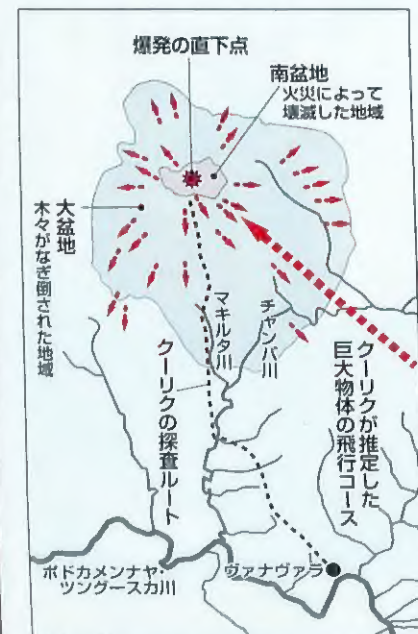 爆発の直下点
南盆地
火災によって
壊滅した地域
大盆地
木々がなぎ倒された地域
マキルタ川
チャンバ川
クーリクの探査ルート
クーリクが推定した
巨大物体の飛行コース
ポドカメンナヤ・
ツングースカ川
ヴァナヴァラ